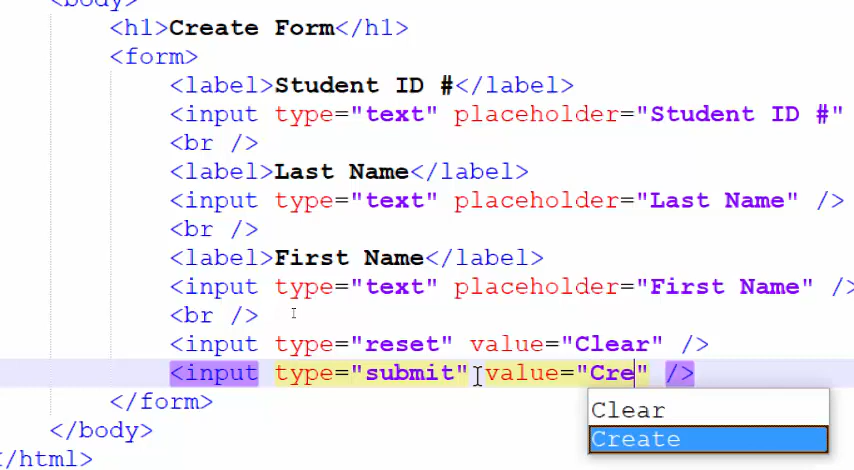 <body>
<h1>Create Form</h1>
<form>
<label>Student ID #</label>
<input type="text" placeholder="Student ID #"
<br />
<label>Last Name</label>
<input type="text" placeholder="Last Name" />
<br />
<label>First Name</label>
<input type="text" placeholder="First Name" />
<br />
<input type="reset" value="Clear" />
<input type="submit" value="Cre" />
Clear
Create
</form>
</body>
</html>